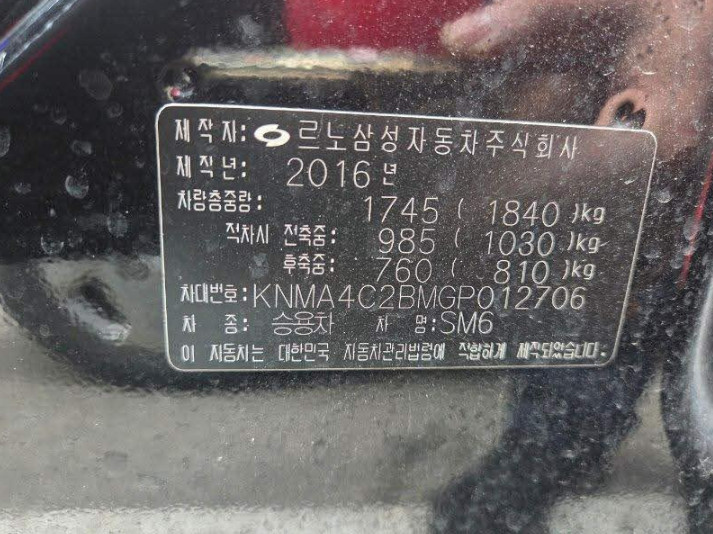 제 작 자: 르노삼성자동차주식회사
제 작 년: 2016 년
차량총중량: 1745 ( 1840 )kg
적차시 전축중: 985 ( 1030 )kg
후축중: 760 ( 810 )kg
차대번호: KNMA4C2BMGP012706
차 종: 승용차 차 명: SM6
이 자동차는 대한민국 자동차관리법령에 적합하게 제작되었습니다.